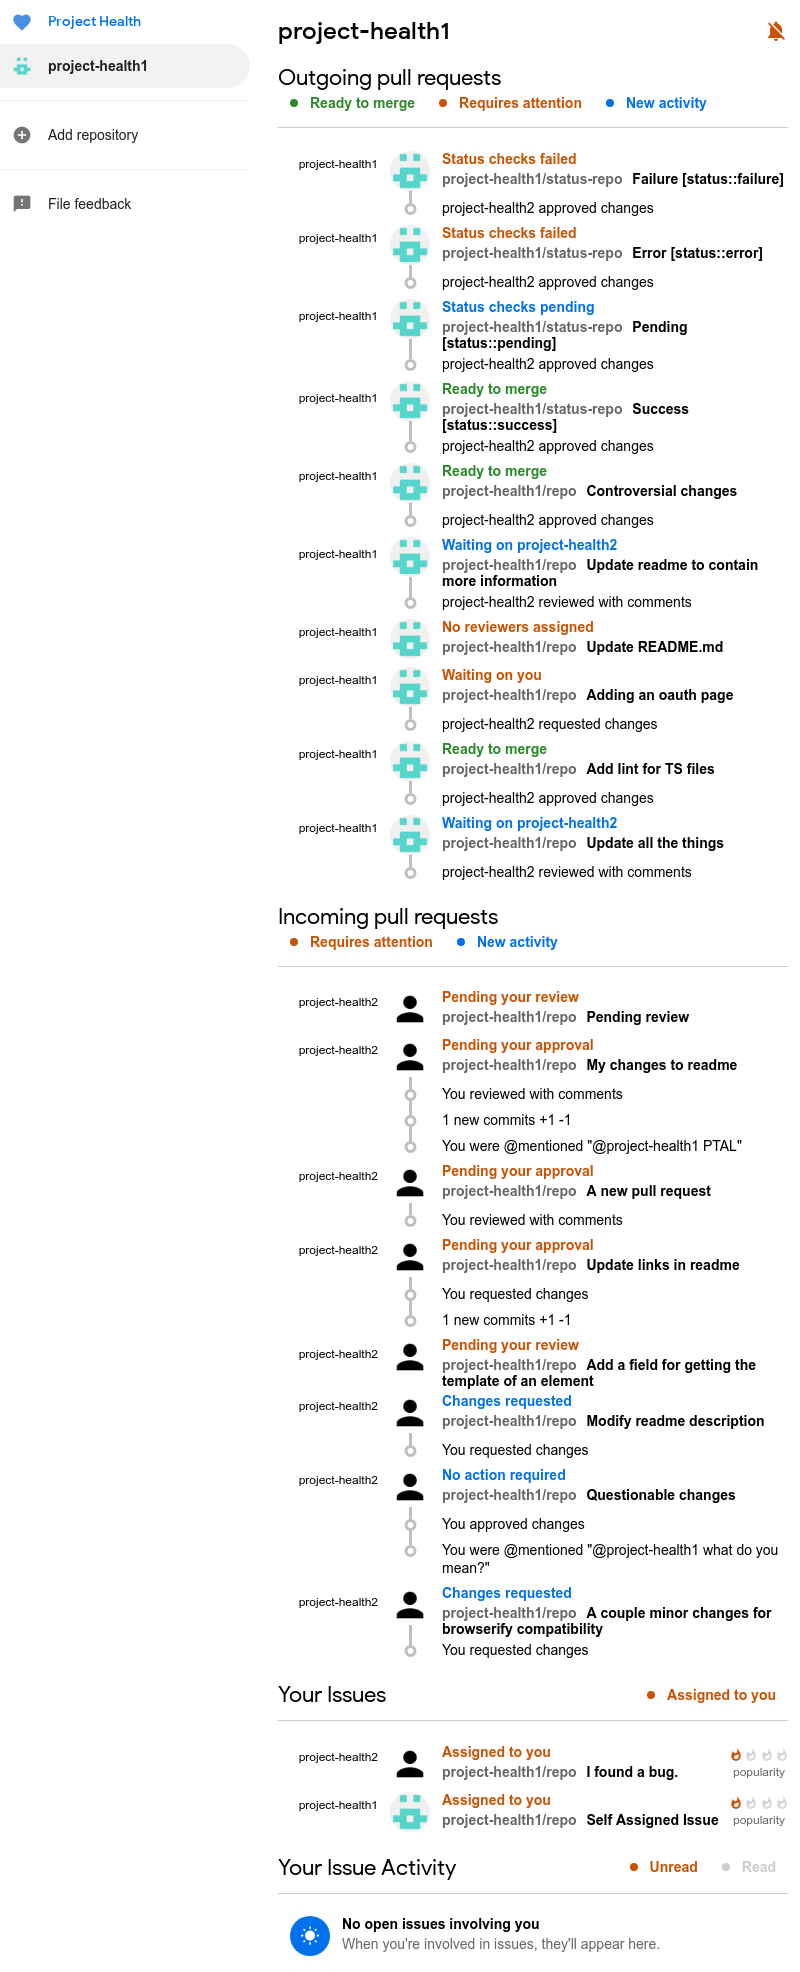 Project Health
project-health1
Add repository
File feedback
project-health1
Outgoing pull requests
Ready to merge Requires attention New activity
project-health1 Status checks failed
project-health1/status-repo Failure [status::failure]
project-health2 approved changes
project-health1 Status checks failed
project-health1/status-repo Error [status::error]
project-health2 approved changes
project-health1 Status checks pending
project-health1/status-repo Pending
[status::pending]
project-health2 approved changes
project-health1 Ready to merge
project-health1/status-repo Success
[status::success]
project-health2 approved changes
project-health1 Ready to merge
project-health1/repo Controversial changes
project-health2 approved changes
project-health1 Waiting on project-health2
project-health1/repo Update readme to contain
more information
project-health2 reviewed with comments
project-health1 No reviewers assigned
project-health1/repo Update README.md
project-health1 Waiting on you
project-health1/repo Adding an oauth page
project-health2 requested changes
project-health1 Ready to merge
project-health1/repo Add lint for TS files
project-health2 approved changes
project-health1 Waiting on project-health2
project-health1/repo Update all the things
project-health2 reviewed with comments
Incoming pull requests
Requires attention New activity
project-health2 Pending your review
project-health1/repo Pending review
project-health2 Pending your approval
project-health1/repo My changes to readme
You reviewed with comments
1 new commits +1 -1
You were @mentioned "@project-health1 PTAL"
project-health2 Pending your approval
project-health1/repo A new pull request
You reviewed with comments
project-health2 Pending your approval
project-health1/repo Update links in readme
You requested changes
1 new commits +1 -1
project-health2 Pending your review
project-health1/repo Add a field for getting the
template of an element
project-health2 Changes requested
project-health1/repo Modify readme description
You requested changes
project-health2 No action required
project-health1/repo Questionable changes
You approved changes
You were @mentioned "@project-health1 what do you
mean?"
project-health2 Changes requested
project-health1/repo A couple minor changes for
browserify compatibility
You requested changes
Your Issues Assigned to you
project-health2 Assigned to you
project-health1/repo I found a bug. popularity
project-health1 Assigned to you
project-health1/repo Self Assigned Issue popularity
Your Issue Activity Unread Read
No open issues involving you
When you're involved in issues, they'll appear here.